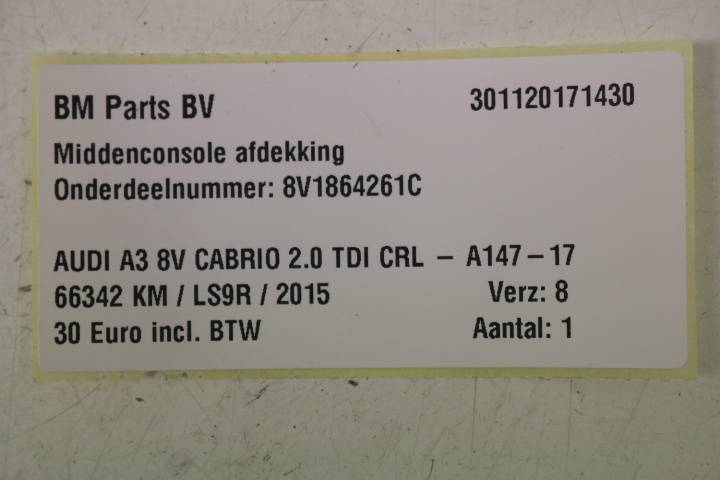 BM Parts BV 301120171430
Middenconsole afdekking
Onderdeelnummer: 8V1864261C
AUDI A3 8V CABRIO 2.0 TDI CRL – A147–17
66342 KM / LS9R / 2015 Verz: 8
30 Euro incl. BTW Aantal: 1